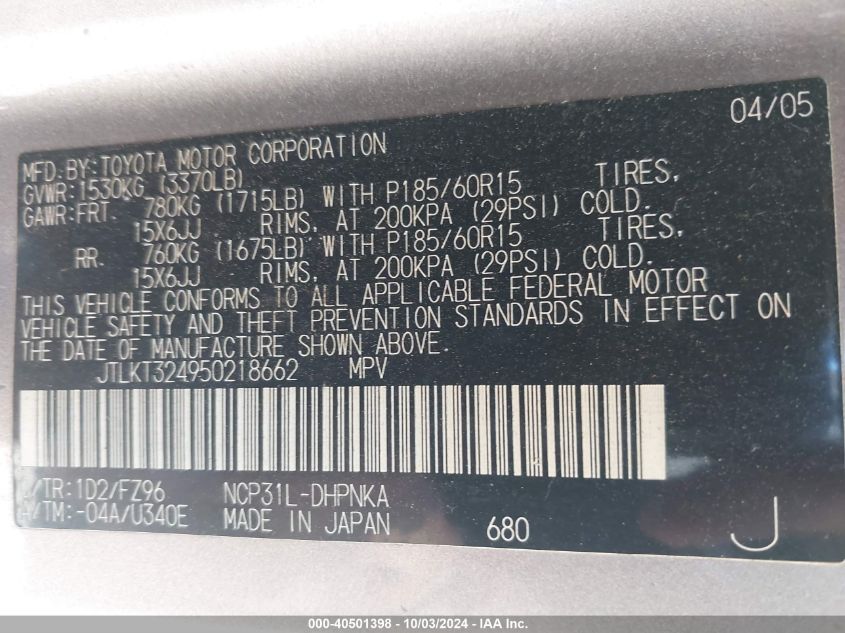 04/05
MFD.BY:TOYOTA MOTOR CORPORATION
GVWR:1530KG (3370LB)
GAWR:FRT. 780KG (1715LB) WITH P185/60R15 TIRES,
15X6JJ RIMS, AT 200KPA (29PSI) COLD.
RR. 760KG (1675LB) WITH P185/60R15 TIRES,
15X6JJ RIMS, AT 200KPA (29PSI) COLD.
THIS VEHICLE CONFORMS TO ALL APPLICABLE FEDERAL MOTOR
VEHICLE SAFETY AND THEFT PREVENTION STANDARDS IN EFFECT ON
THE DATE OF MANUFACTURE SHOWN ABOVE.
JTLKT324950218662 MPV
/TR:1D2/FZ96 NCP31L-DHPNKA
A/TM:-04A/U340E MADE IN JAPAN 680 J
000-40501398 - 10/03/2024 - IAA Inc.